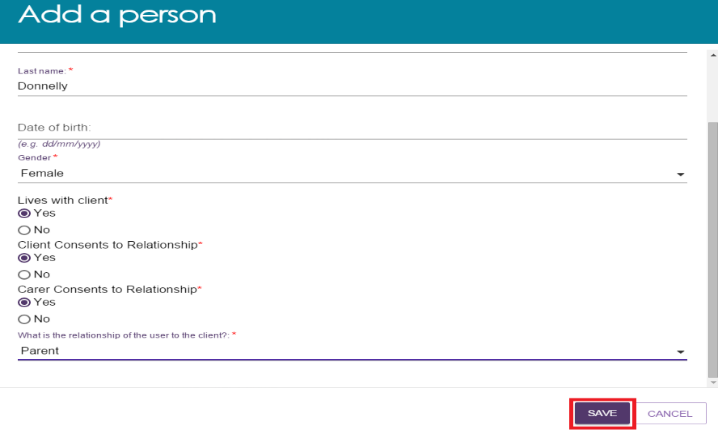 Add a person
Last name: *
Donnelly
Date of birth:
(e.g. dd/mm/yyyy)
Gender *
Female
Lives with client*
Yes
No
Client Consents to Relationship*
Yes
No
Carer Consents to Relationship*
Yes
No
What is the relationship of the user to the client?: *
Parent
SAVE CANCEL